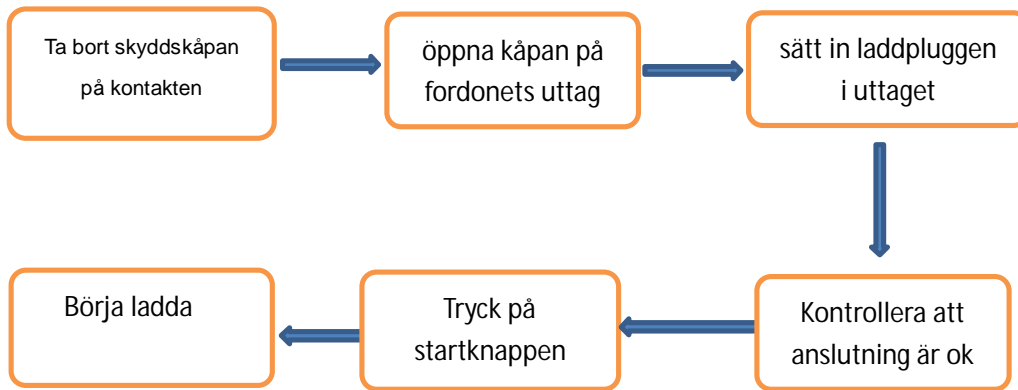 Ta bort skyddskåpan
på kontakten
öppna kåpan på
fordonets uttag
sätt in laddpluggen
i uttaget
Kontrollera att
anslutning är ok
Tryck på
startknappen
Börja ladda